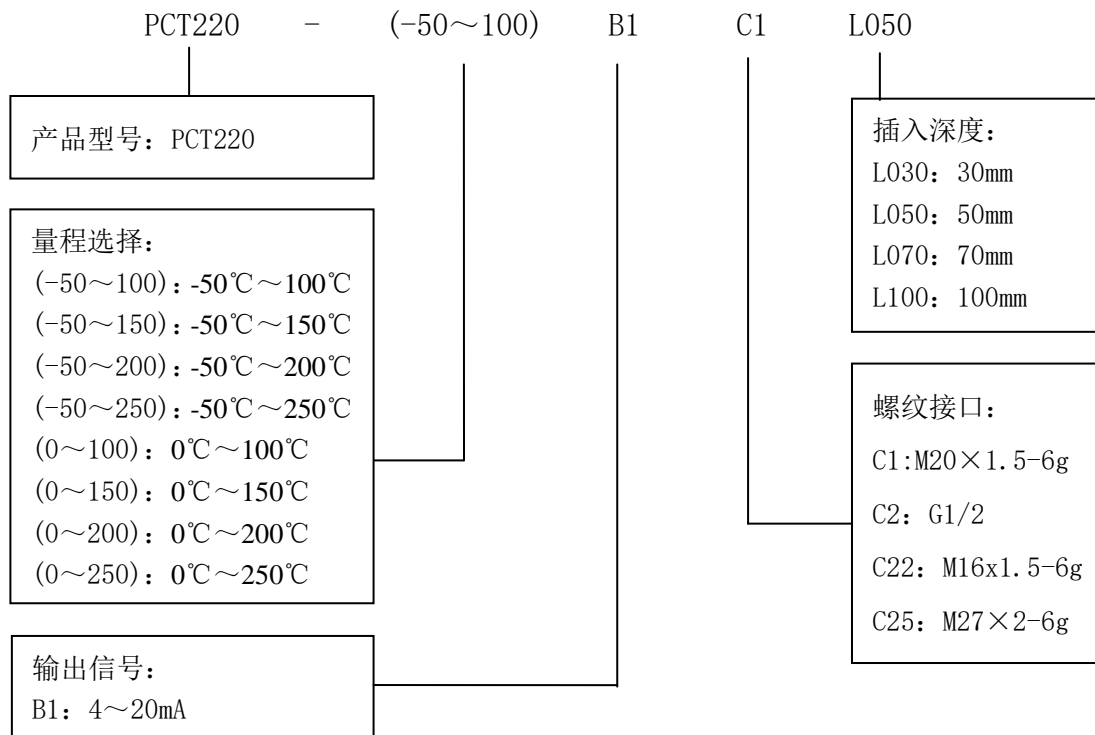 PCT220 - (-50～100) B1 C1 L050
产品型号：PCT220
量程选择：
(-50～100)：-50℃～100℃
(-50～150)：-50℃～150℃
(-50～200)：-50℃～200℃
(-50～250)：-50℃～250℃
(0～100)：0℃～100℃
(0～150)：0℃～150℃
(0～200)：0℃～200℃
(0～250)：0℃～250℃
输出信号：
B1：4～20mA
插入深度：
L030：30mm
L050：50mm
L070：70mm
L100：100mm
螺纹接口：
C1:M20×1.5-6g
C2：G1/2
C22：M16x1.5-6g
C25：M27×2-6g